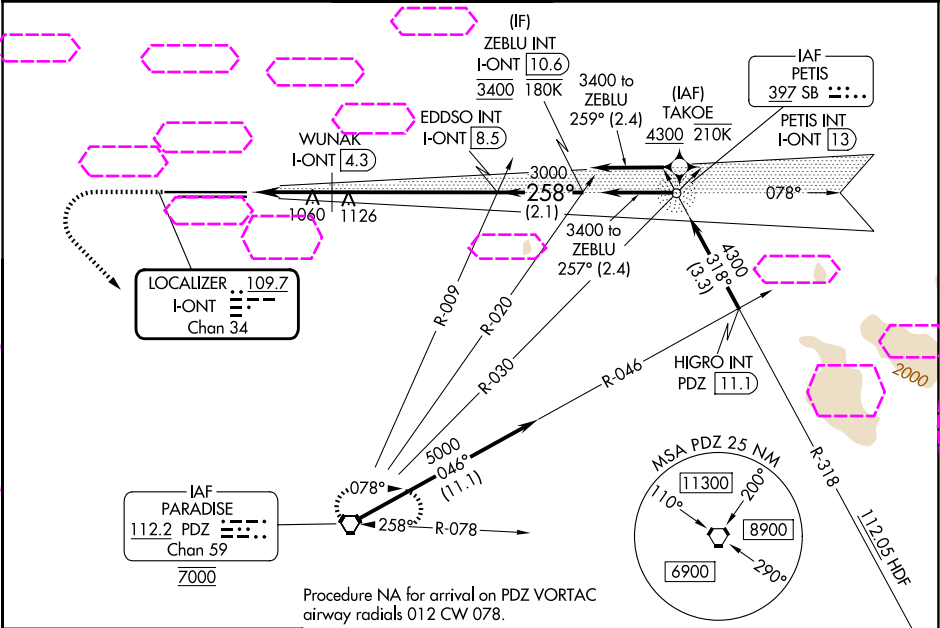 (IF)
ZEBLU INT
I-ONT 10.6
3400 180K
3400 to
ZEBLU
259° (2.4)
(IAF)
TAKOE
4300 210K
IAF
PETIS
397 SB
PETIS INT
I-ONT 13
EDDSO INT
I-ONT 8.5
WUNAK
I-ONT 4.3
3000
258°
(2.1)
078°
1060
1126
3400 to
ZEBLU
257° (2.4)
4300
318°
(3.3)
LOCALIZER 109.7
I-ONT
Chan 34
R-009
R-020
R-030
R-046
HIGRO INT
PDZ 11.1
2000
R-318
112.05 HDF
5000
046°
(11.1)
078°
258°
R-078
IAF
PARADISE
112.2 PDZ
Chan 59
7000
MSA PDZ 25 NM
11300
110°
200°
8900
6900
290°
Procedure NA for arrival on PDZ VORTAC
airway radials 012 CW 078.